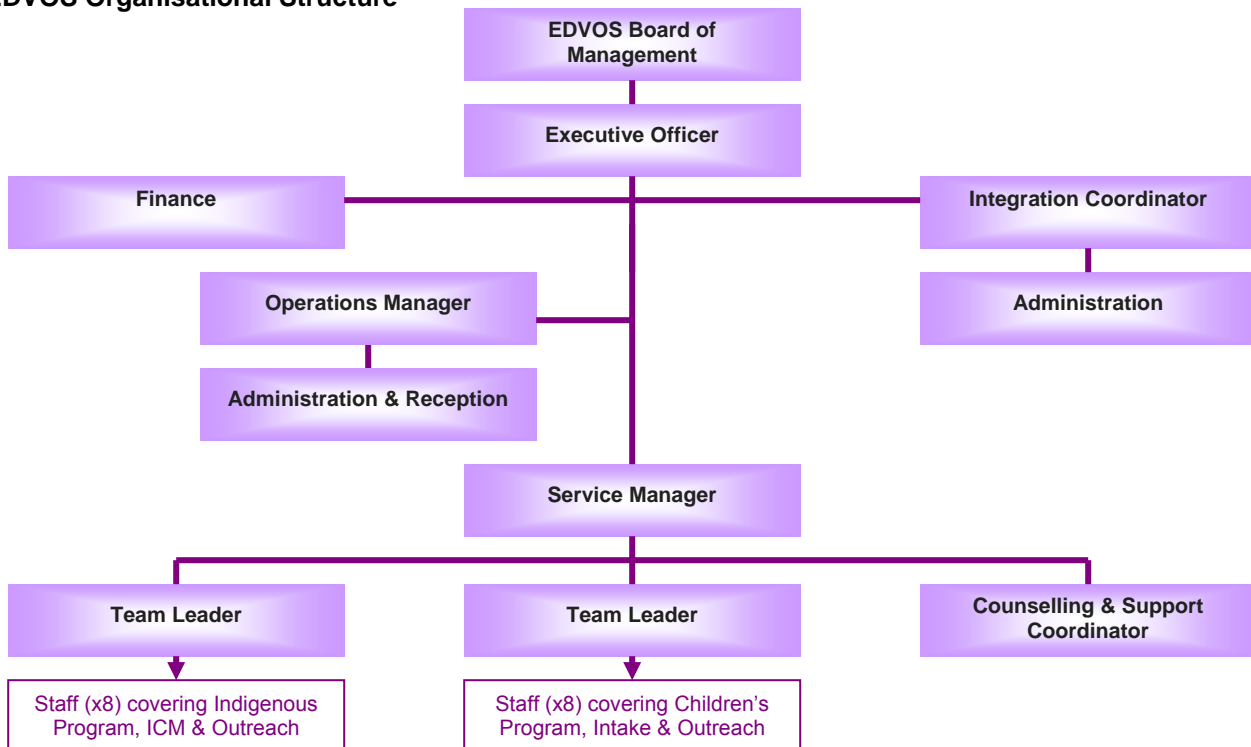 EDVOS Organisational Structure
EDVOS Board of
Management
Executive Officer
Finance
Integration Coordinator
Operations Manager
Administration
Administration & Reception
Service Manager
Team Leader
Team Leader
Counselling & Support
Coordinator
Staff (x8) covering Indigenous
Program, ICM & Outreach
Staff (x8) covering Children’s
Program, Intake & Outreach